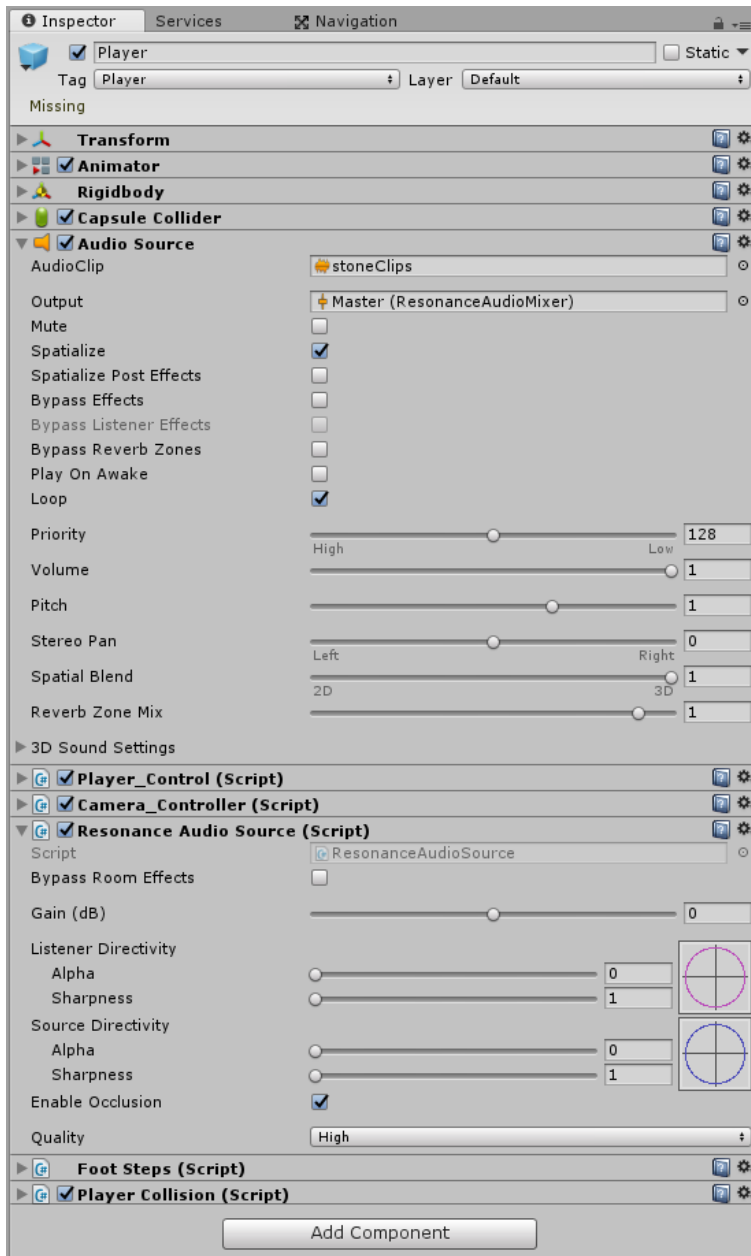 Inspector Services Navigation
Player Static
Tag Player Layer Default
Missing
Transform
Animator
Rigidbody
Capsule Collider
Audio Source
AudioClip stoneClips
Output Master (ResonanceAudioMixer)
Mute
Spatialize
Spatialize Post Effects
Bypass Effects
Bypass Listener Effects
Bypass Reverb Zones
Play On Awake
Loop
Priority 128
High Low
Volume 1
Pitch 1
Stereo Pan 0
Left Right
Spatial Blend 1
2D 3D
Reverb Zone Mix 1
3D Sound Settings
Player_Control (Script)
Camera_Controller (Script)
Resonance Audio Source (Script)
Script ResonanceAudioSource
Bypass Room Effects
Gain (dB) 0
Listener Directivity
Alpha 0
Sharpness 1
Source Directivity
Alpha 0
Sharpness 1
Enable Occlusion
Quality High
Foot Steps (Script)
Player Collision (Script)
Add Component